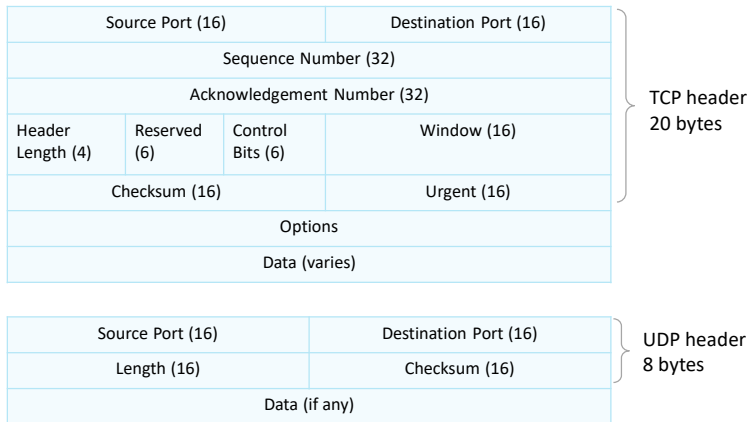 Source Port (16) Destination Port (16)
Sequence Number (32)
Acknowledgement Number (32)
TCP header
20 bytes
Header
Length (4)
Reserved
(6)
Control
Bits (6)
Window (16)
Checksum (16) Urgent (16)
Options
Data (varies)
Source Port (16) Destination Port (16)
UDP header
8 bytes
Length (16) Checksum (16)
Data (if any)